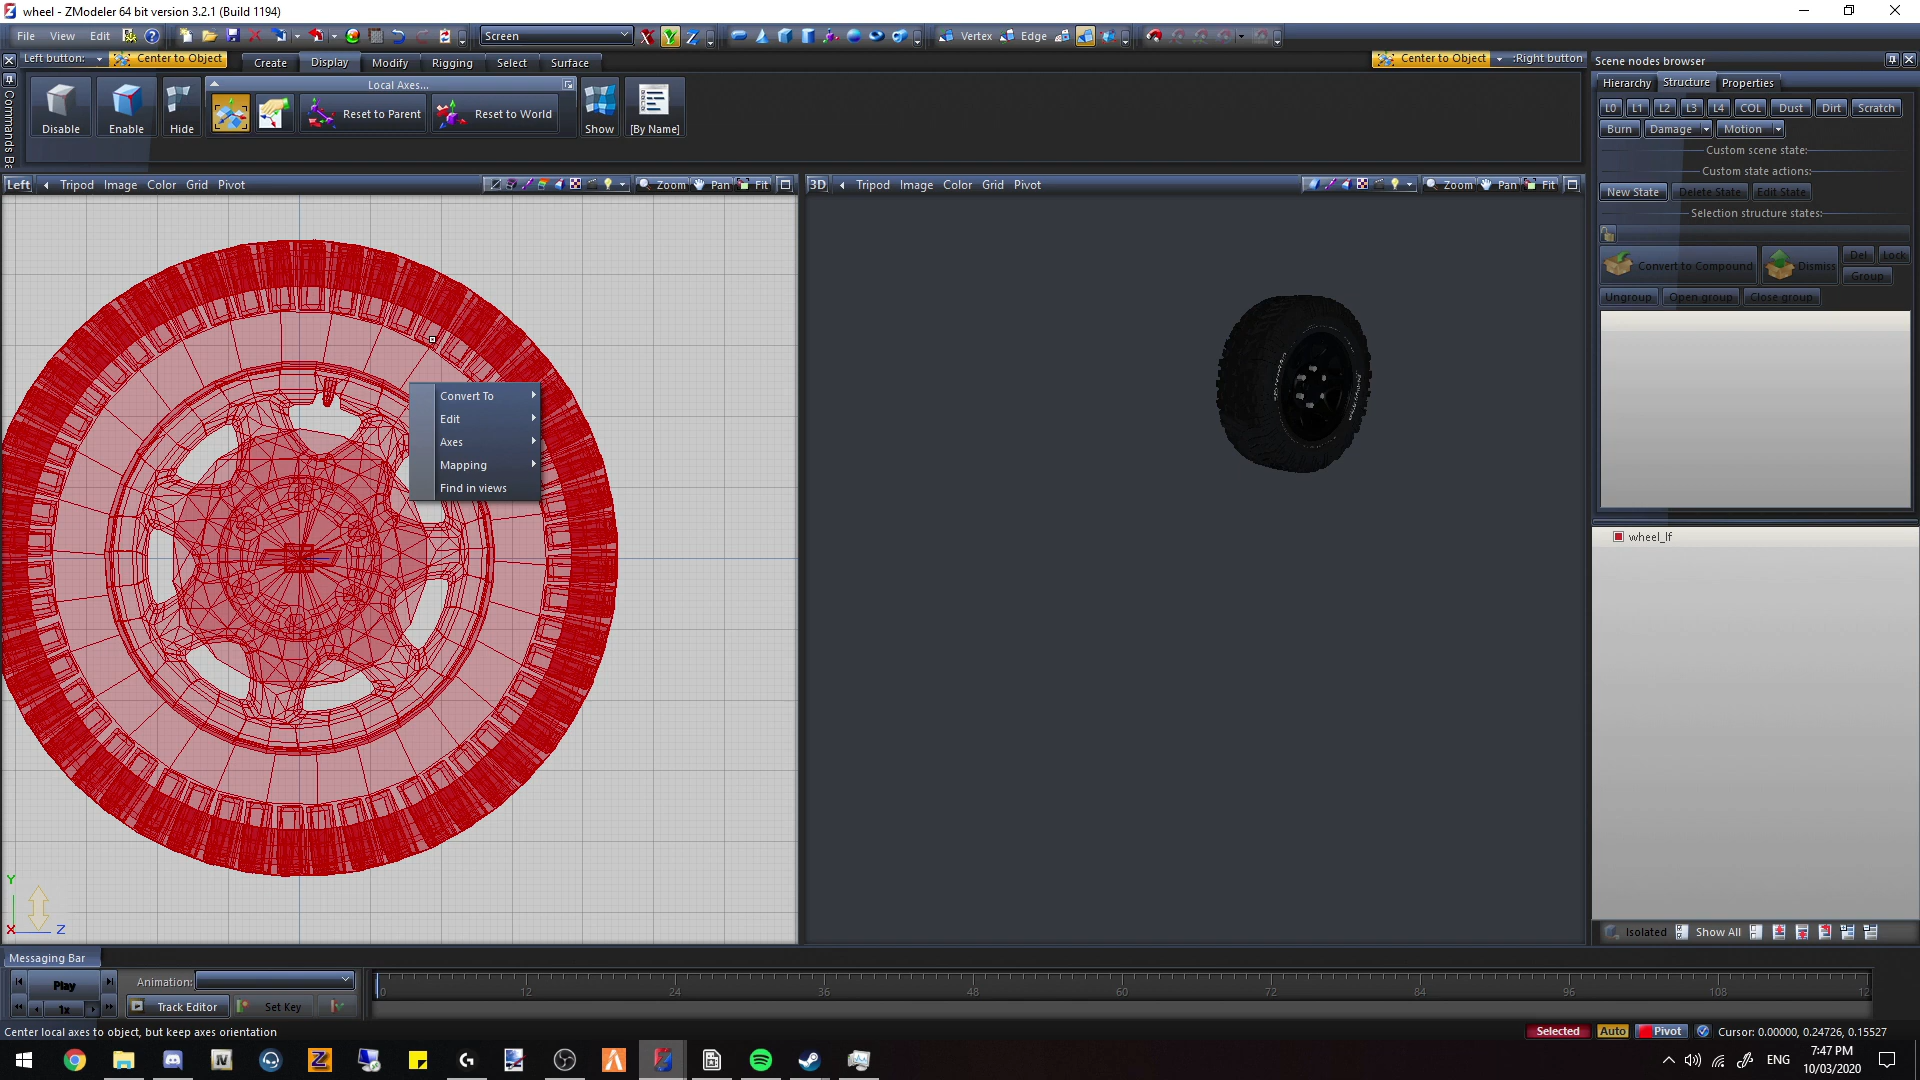 wheel - ZModeler 64 bit version 3.2.1 (Build 1194)
File View Edit
Screen
X Y Z
Vertex Edge
Left button:
Center to Object
Create Display Modify Rigging Select Surface
Center to Object
:Right button
Scene nodes browser
Commands Ba
Local Axes...
Disable
Enable
Hide
Reset to Parent
Reset to World
Show
[By Name]
Hierarchy Structure Properties
L0 L1 L2 L3 L4 COL Dust Dirt Scratch
Burn Damage Motion
Custom scene state:
Custom state actions:
New State Delete State Edit State
Selection structure states:
Convert to Compound
Dismiss
Del Lock
Group
Ungroup Open group Close group
Left Tripod Image Color Grid Pivot
Zoom Pan Fit
3D Tripod Image Color Grid Pivot
Zoom Pan Fit
Convert To
Edit
Axes
Mapping
Find in views
wheel_lf
Y
X
Z
Isolated Show All
Messaging Bar
Play
1x
Animation:
Track Editor
Set Key
0 12 24 36 48 60 72 84 96 108 12
Center local axes to object, but keep axes orientation
Selected Auto Pivot Cursor: 0.00000, 0.24726, 0.15527
ENG
7:47 PM
10/03/2020